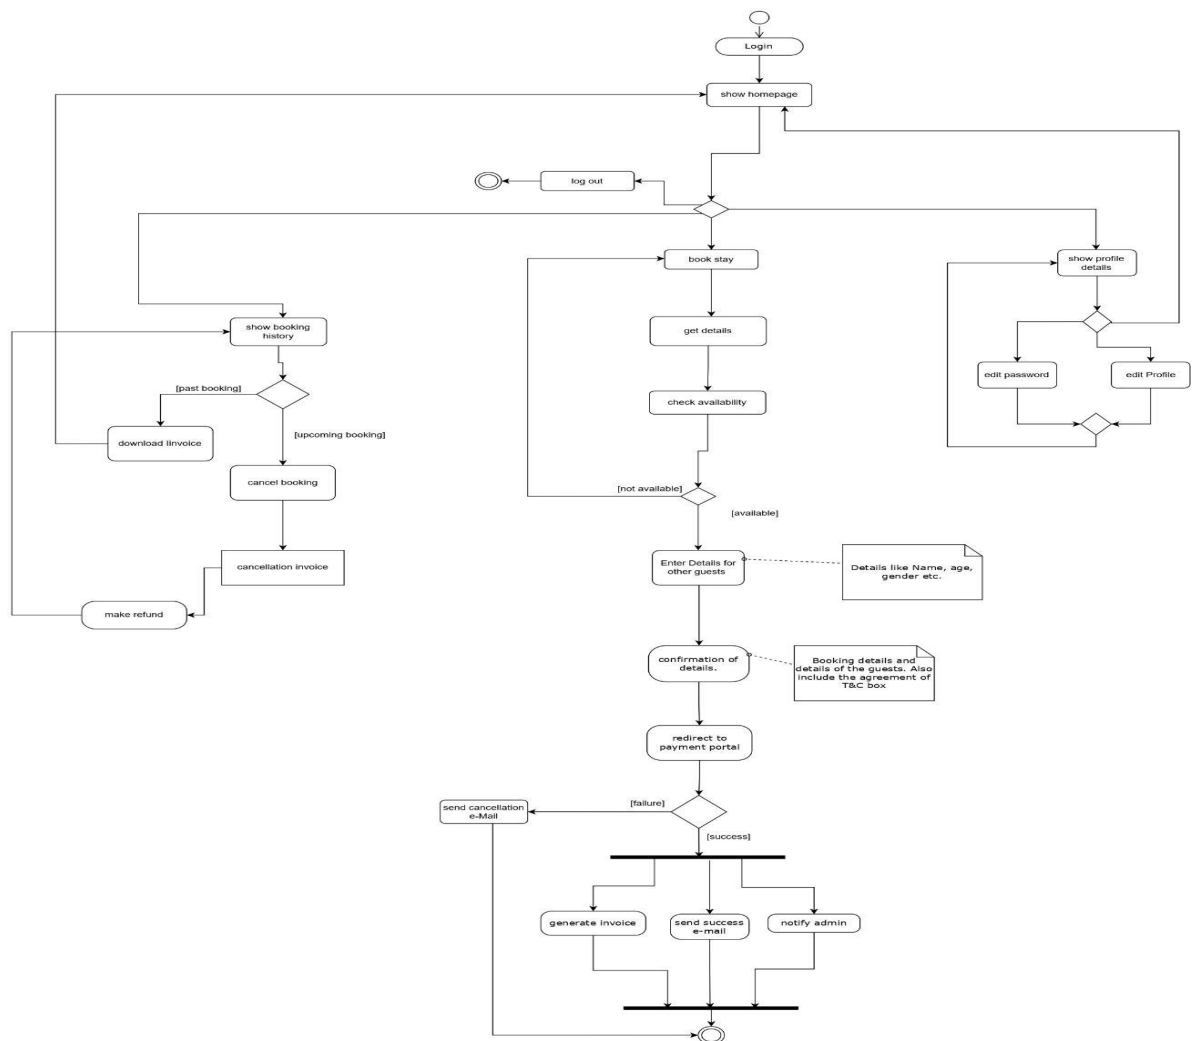 Login
show homepage
log out
book stay
show profile
details
show booking
history
get details
edit password
edit Profile
[past booking]
check availability
download Iinvoice
[upcoming booking]
cancel booking
[not available]
[available]
Enter Details for
other guests
Details like Name, age,
gender etc.
cancellation invoice
make refund
confirmation of
details.
Booking details and
details of the guests. Also
include the agreement of
T&C box
redirect to
payment portal
[failure]
send cancellation
e-Mail
[success]
generate invoice
send success
e-mail
notify admin